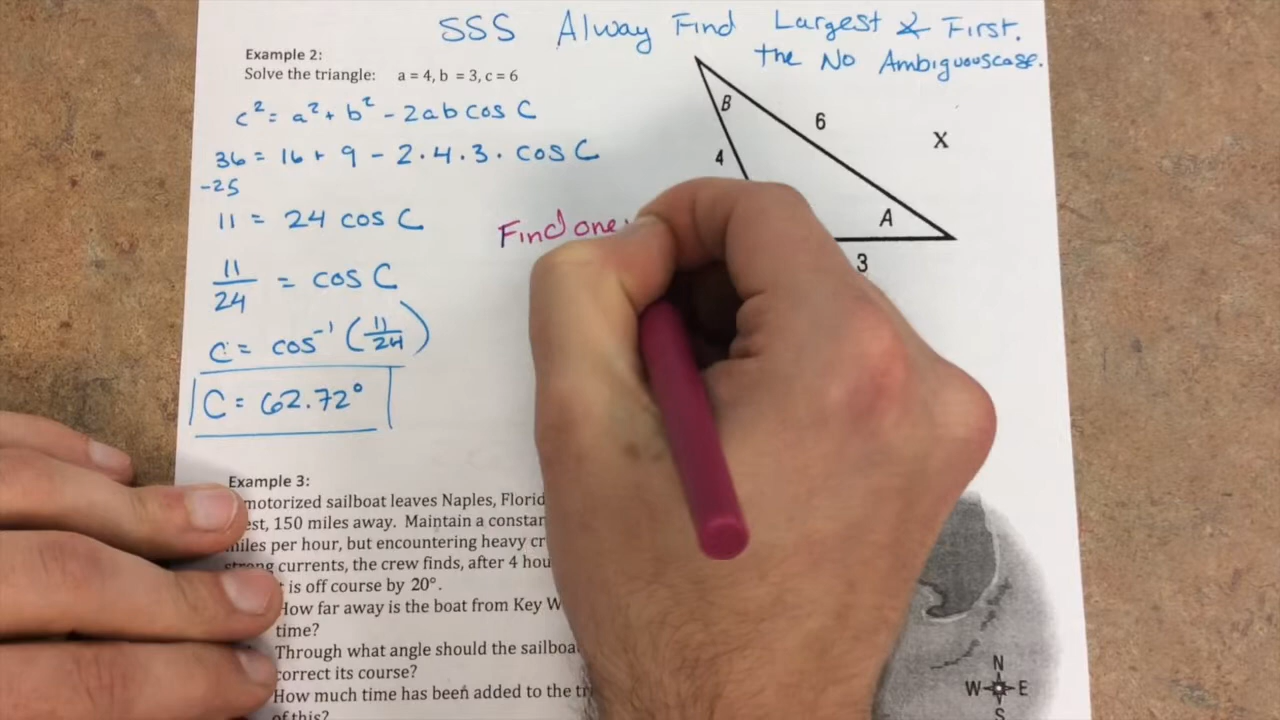 SSS Alway Find Largest ∡ First.
the No Ambiguouscase.
Example 2:
Solve the triangle: a = 4, b = 3, c = 6
c² = a² + b² - 2ab cos C
36 = 16 + 9 - 2·4·3· cos C
-25
11 = 24 cos C
11/24 = cos C
C = cos⁻¹ (11/24)
C = 62.72°
B
6
X
4
A
3
Find one
Example 3:
motorized sailboat leaves Naples, Florid
est, 150 miles away. Maintain a constan
miles per hour, but encountering heavy cr
strong currents, the crew finds, after 4 hou
t is off course by 20°.
How far away is the boat from Key W
time?
Through what angle should the sailboa
correct its course?
How much time has been added to the tr
of this?
N
W E
S